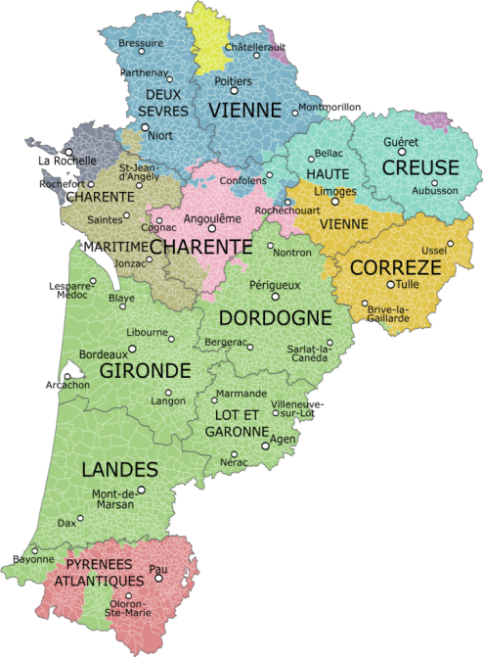 Bressuire
Châtellerault
Parthenay
Poitiers
DEUX
SEVRES
VIENNE
Montmorillon
Niort
La Rochelle
Bellac
Guéret
St-Jean-
d'Angély
Confolens
HAUTE
CREUSE
Rochefort
CHARENTE
Limoges
Aubusson
Rochechouart
Saintes
Angoulême
Cognac
VIENNE
MARITIME
CHARENTE
Ussel
Jonzac
Nontron
CORREZE
Lesparre-
Médoc
Blaye
Périgueux
Tulle
DORDOGNE
Brive-la-
Gaillarde
Libourne
Bergerac
Sarlat-la-
Canéda
Bordeaux
GIRONDE
Arcachon
Langon
Marmande
Villeneuve-
sur-Lot
LOT ET
GARONNE
Agen
Nérac
LANDES
Mont-de-
Marsan
Dax
Bayonne
PYRENEES
ATLANTIQUES
Pau
Oloron-
Ste-Marie